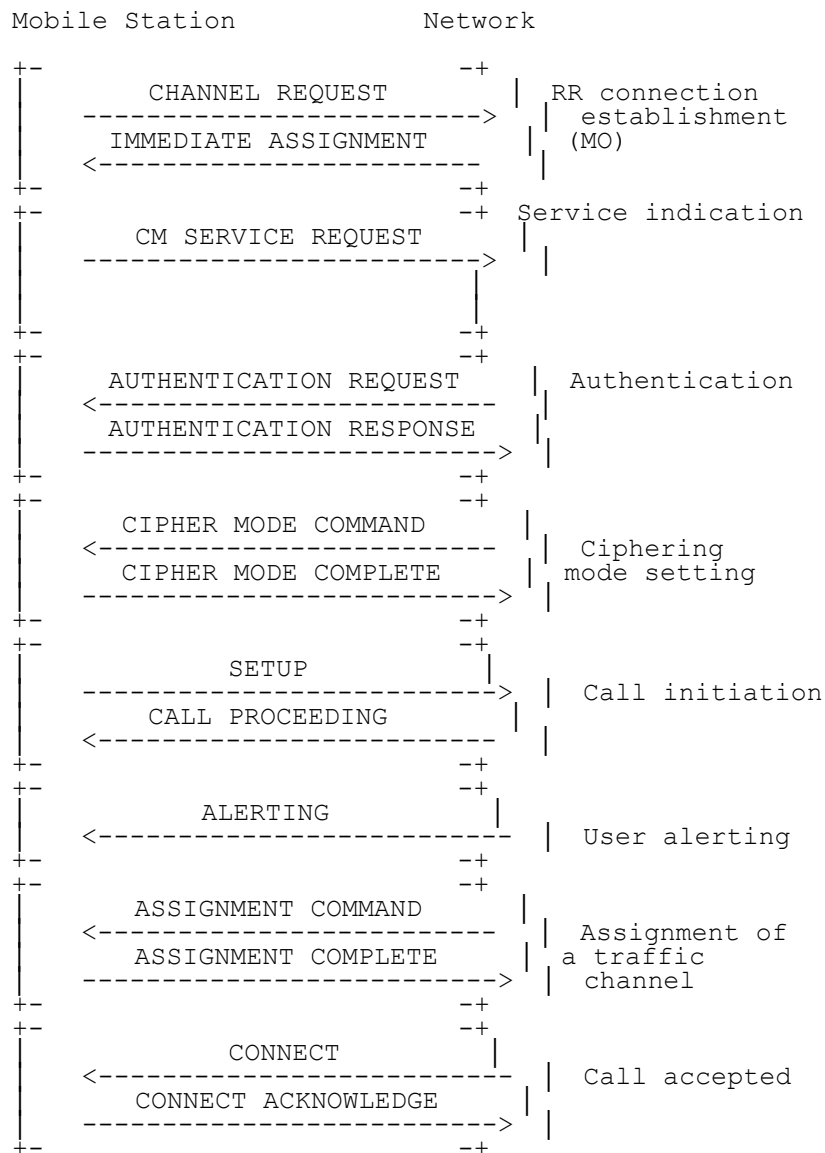 Mobile Station Network
+- -+
| CHANNEL REQUEST | RR connection
| --------------------------> | establishment
| IMMEDIATE ASSIGNMENT | (MO)
| <------------------------- |
+- -+
+- -+ Service indication
| CM SERVICE REQUEST |
| --------------------------> |
| |
| |
+- -+
+- -+
| AUTHENTICATION REQUEST | Authentication
| <-------------------------- |
| AUTHENTICATION RESPONSE |
| ---------------------------> |
+- -+
+- -+
| CIPHER MODE COMMAND |
| <-------------------------- | Ciphering
| CIPHER MODE COMPLETE | mode setting
| ---------------------------> |
+- -+
+- -+
| SETUP |
| ---------------------------> | Call initiation
| CALL PROCEEDING |
| <-------------------------- |
+- -+
+- -+
| ALERTING |
| <--------------------------- | User alerting
+- -+
+- -+
| ASSIGNMENT COMMAND |
| <-------------------------- | Assignment of
| ASSIGNMENT COMPLETE | a traffic
| ---------------------------> | channel
+- -+
+- -+
| CONNECT |
| <--------------------------- | Call accepted
| CONNECT ACKNOWLEDGE |
| ---------------------------> |
+- -+